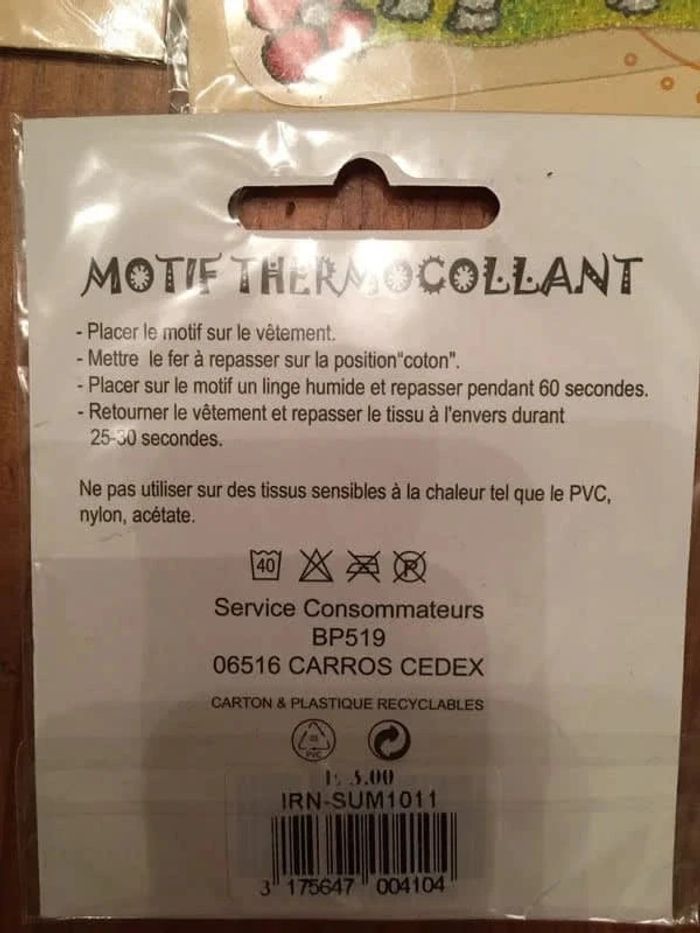 MOTIF THERMOCOLLANT
- Placer le motif sur le vêtement.
- Mettre le fer à repasser sur la position"coton".
- Placer sur le motif un linge humide et repasser pendant 60 secondes.
- Retourner le vêtement et repasser le tissu à l'envers durant
25-30 secondes.
Ne pas utiliser sur des tissus sensibles à la chaleur tel que le PVC,
nylon, acétate.
40 P
Service Consommateurs
BP519
06516 CARROS CEDEX
CARTON & PLASTIQUE RECYCLABLES
PVC
5.00
IRN-SUM1011
3 175647 004104